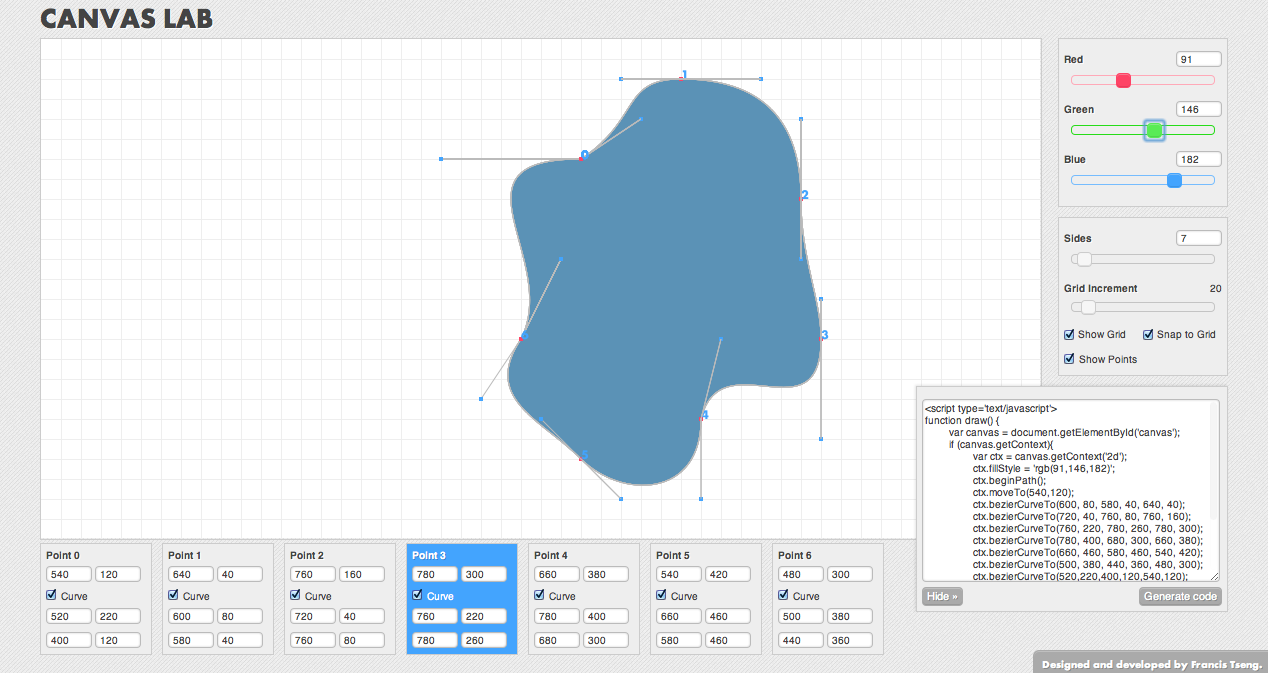 CANVAS LAB
1
0
2
3
4
Red 91
Green 146
Blue 182
Sides 7
Grid Increment 20
Show Grid Snap to Grid
Show Points
<script type='text/javascript'>
function draw() {
var canvas = document.getElementById('canvas');
if (canvas.getContext){
var ctx = canvas.getContext('2d');
ctx.fillStyle = 'rgb(91,146,182)';
ctx.beginPath();
ctx.moveTo(540,120);
ctx.bezierCurveTo(600, 80, 580, 40, 640, 40);
ctx.bezierCurveTo(720, 40, 760, 80, 760, 160);
ctx.bezierCurveTo(760, 220, 780, 260, 780, 300);
ctx.bezierCurveTo(780, 400, 680, 300, 660, 380);
ctx.bezierCurveTo(660, 460, 580, 460, 540, 420);
ctx.bezierCurveTo(500, 380, 440, 360, 480, 300);
ctx.bezierCurveTo(520,220,400,120,540,120);
Hide » Generate code
Point 0
540 120
Curve
520 220
400 120
Point 1
640 40
Curve
600 80
580 40
Point 2
760 160
Curve
720 40
760 80
Point 3
780 300
Curve
760 220
780 260
Point 4
660 380
Curve
780 400
680 300
Point 5
540 420
Curve
660 460
580 460
Point 6
480 300
Curve
500 380
440 360
Designed and developed by Francis Tseng.